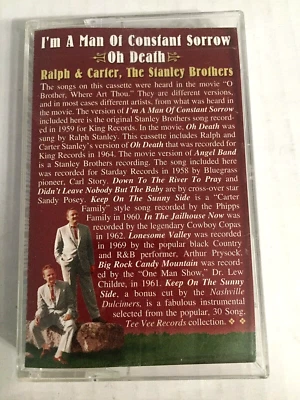 I'm A Man Of Constant Sorrow
Oh Death
Ralph & Carter, The Stanley Brothers
The songs on this cassette were heard in the movie "O
Brother, Where Art Thou." They are different versions,
and in most cases different artists, from what was heard in
the movie. The version of I'm A Man Of Constant Sorrow
included here is the original Stanley Brothers song record-
ed in 1959 for King Records. In the movie, Oh Death was
sung by Ralph Stanley. This cassette includes Ralph and
Carter Stanley's version of Oh Death that was recorded for
King Records in 1964. The movie version of Angel Band
is a Stanley Brothers recording. The song included here
was recorded for Starday Records in 1958 by Bluegrass
pioneer, Carl Story. Down To The River To Pray and
Didn't Leave Nobody But The Baby are by cross-over star
Sandy Posey. Keep On The Sunny Side is a "Carter
Family" style song recorded by the Phipps
Family in 1960. In The Jailhouse Now was
recorded by the legendary Cowboy Copas
in 1962. Lonesome Valley was recorded
in 1969 by the popular black Country
and R&B performer, Arthur Prysock.
Big Rock Candy Mountain was record-
ed by the "One Man Show," Dr. Lew
Childre, in 1961. Keep On The Sunny
Side, a bonus cut by the Nashville
Dulcimers, is a fabulous instrumental
selected from the popular, 30 Song,
Tee Vee Records collection.